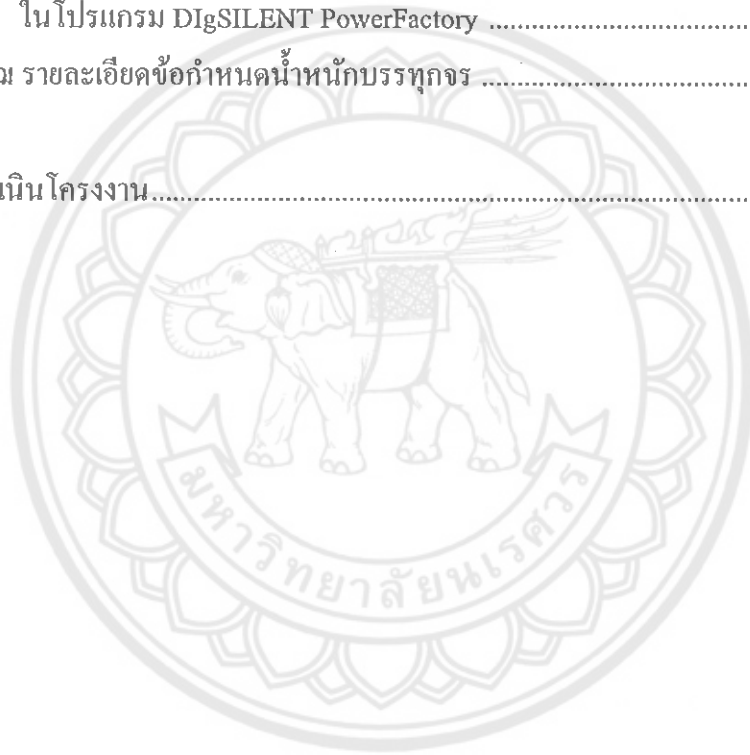 ในโปรแกรม DIgSILENT PowerFactory ........................................
รายละเอียดข้อกำหนดน้ำหนักบรรทุกจร ........................................
นินโครงงาน ........................................
มหาวิทยาลัยนเรศวร